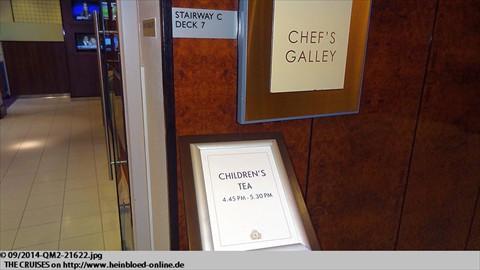 STAIRWAY C
DECK 7
CHEF'S
GALLEY
CHILDREN'S
TEA
4.45 PM - 5.30 PM
© 09/2014-QM2-21622.jpg
THE CRUISES on http://www.heinbloed-online.de